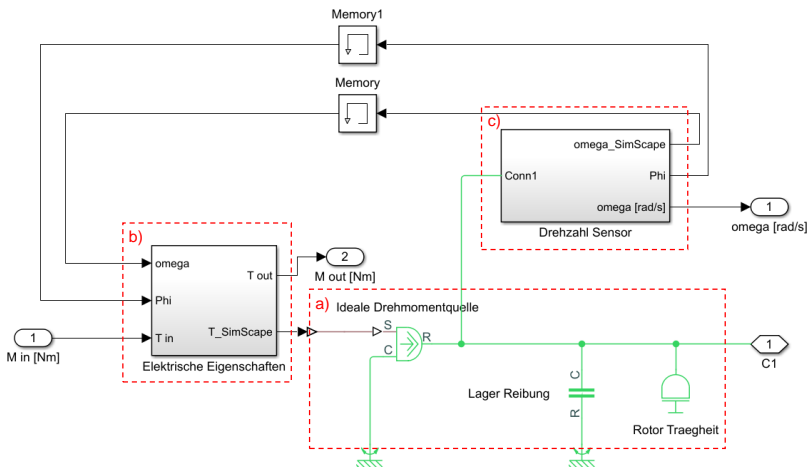 Memory1
Memory
c)
omega_SimScape
Conn1
Phi
omega [rad/s]
Drehzahl Sensor
1
omega [rad/s]
b)
omega
T out
Phi
T in
T_SimScape
Elektrische Eigenschaften
2
M out [Nm]
1
M in [Nm]
a)
Ideale Drehmomentquelle
S
C
R
C
R
Lager Reibung
Rotor Traegheit
1
C1